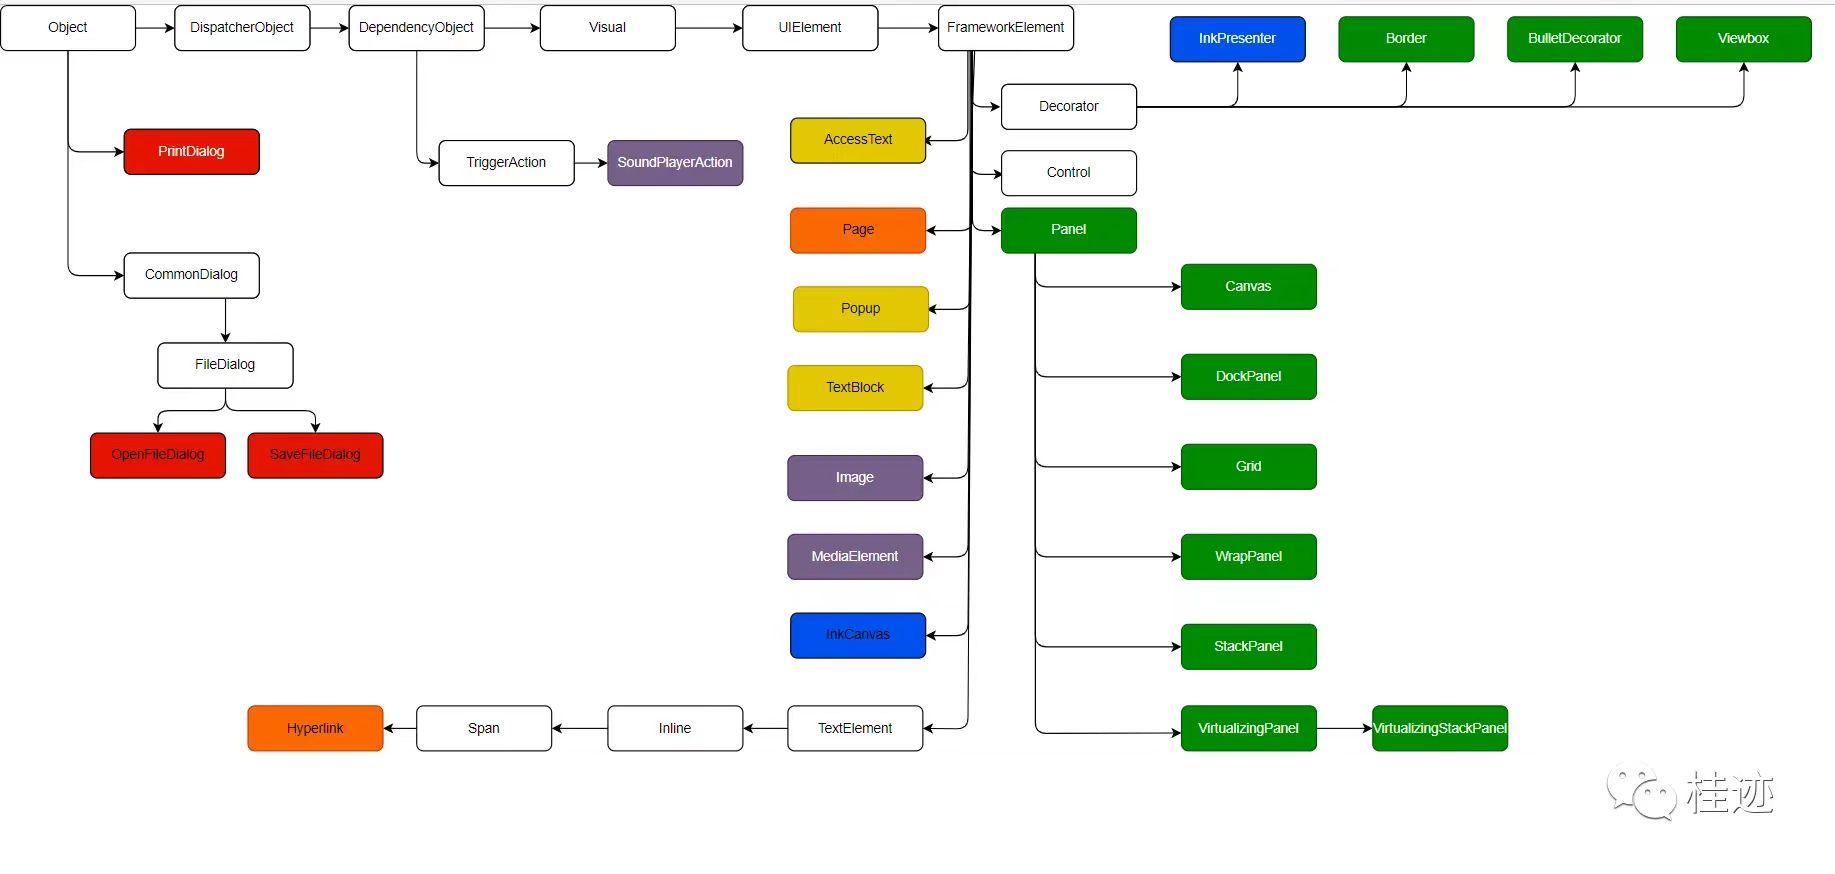 Object
DispatcherObject
DependencyObject
Visual
UIElement
FrameworkElement
InkPresenter
Border
BulletDecorator
Viewbox
Decorator
AccessText
PrintDialog
TriggerAction
SoundPlayerAction
Control
Page
Panel
CommonDialog
Canvas
Popup
FileDialog
DockPanel
TextBlock
OpenFileDialog
SaveFileDialog
Grid
Image
MediaElement
WrapPanel
InkCanvas
StackPanel
Hyperlink
Span
Inline
TextElement
VirtualizingPanel
VirtualizingStackPanel
桂迹